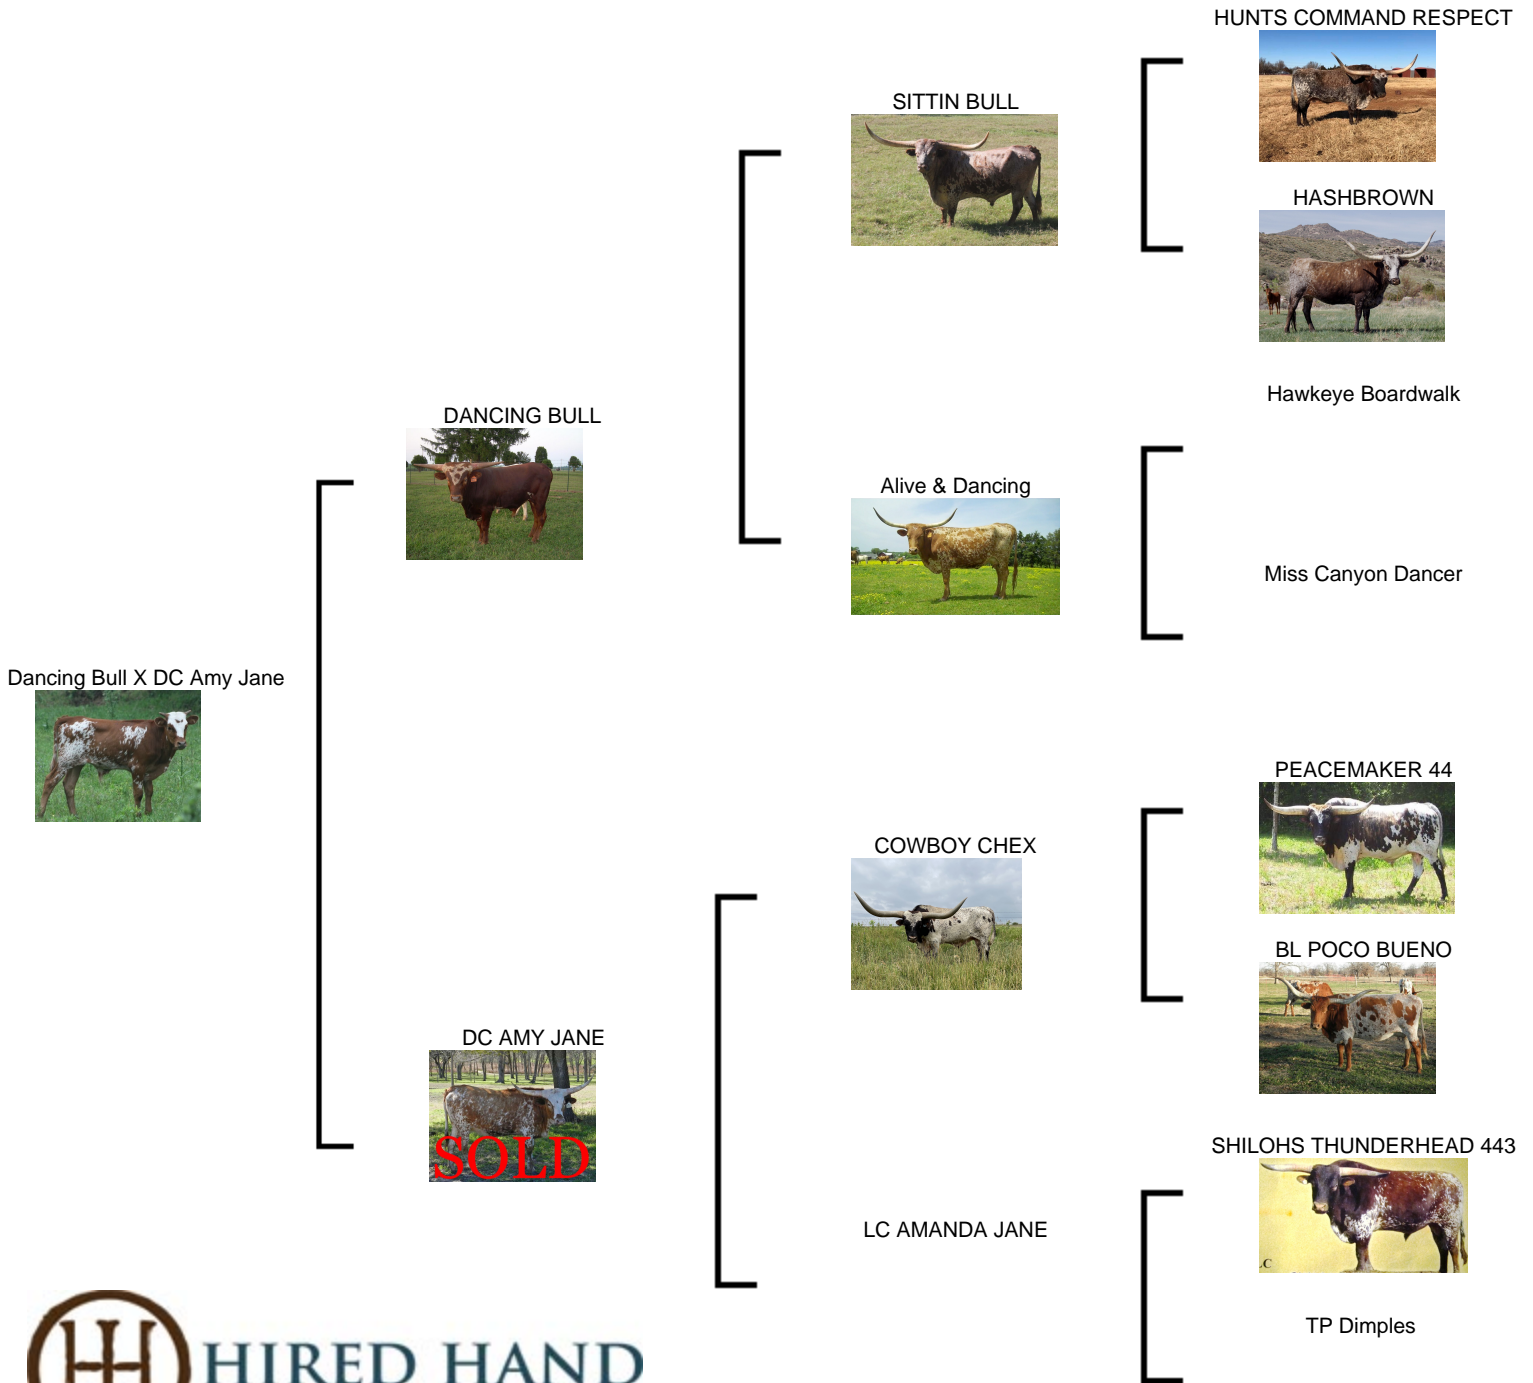 HUNTS COMMAND RESPECT
SITTIN BULL
HASHBROWN
Hawkeye Boardwalk
DANCING BULL
Alive & Dancing
Miss Canyon Dancer
Dancing Bull X DC Amy Jane
PEACEMAKER 44
COWBOY CHEX
BL POCO BUENO
DC AMY JANE
SOLD
SHILOHS THUNDERHEAD 443
LC AMANDA JANE
LC
TP Dimples
HH HIRED HAND